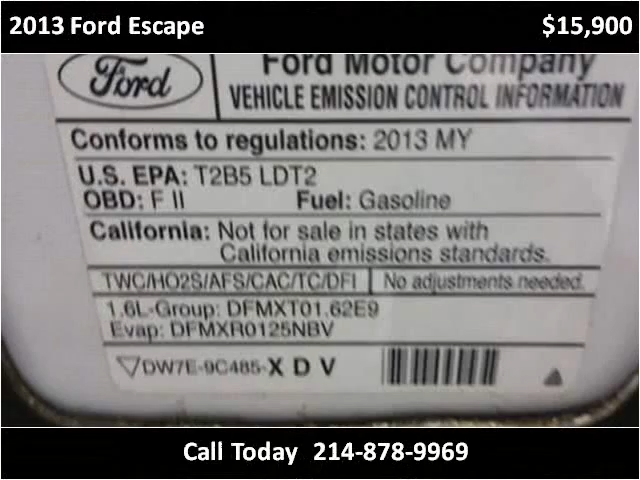 2013 Ford Escape $15,900
Ford
Ford Motor Company
VEHICLE EMISSION CONTROL INFORMATION
Conforms to regulations: 2013 MY
U.S. EPA: T2B5 LDT2
OBD: F II Fuel: Gasoline
California: Not for sale in states with
California emissions standards.
TWC/HO2S/AFS/CAC/TC/DFI No adjustments needed.
1.6L-Group: DFMXT01.62E9
Evap: DFMXR0125NBV
DW7E-9C485-X D V
Call Today 214-878-9969